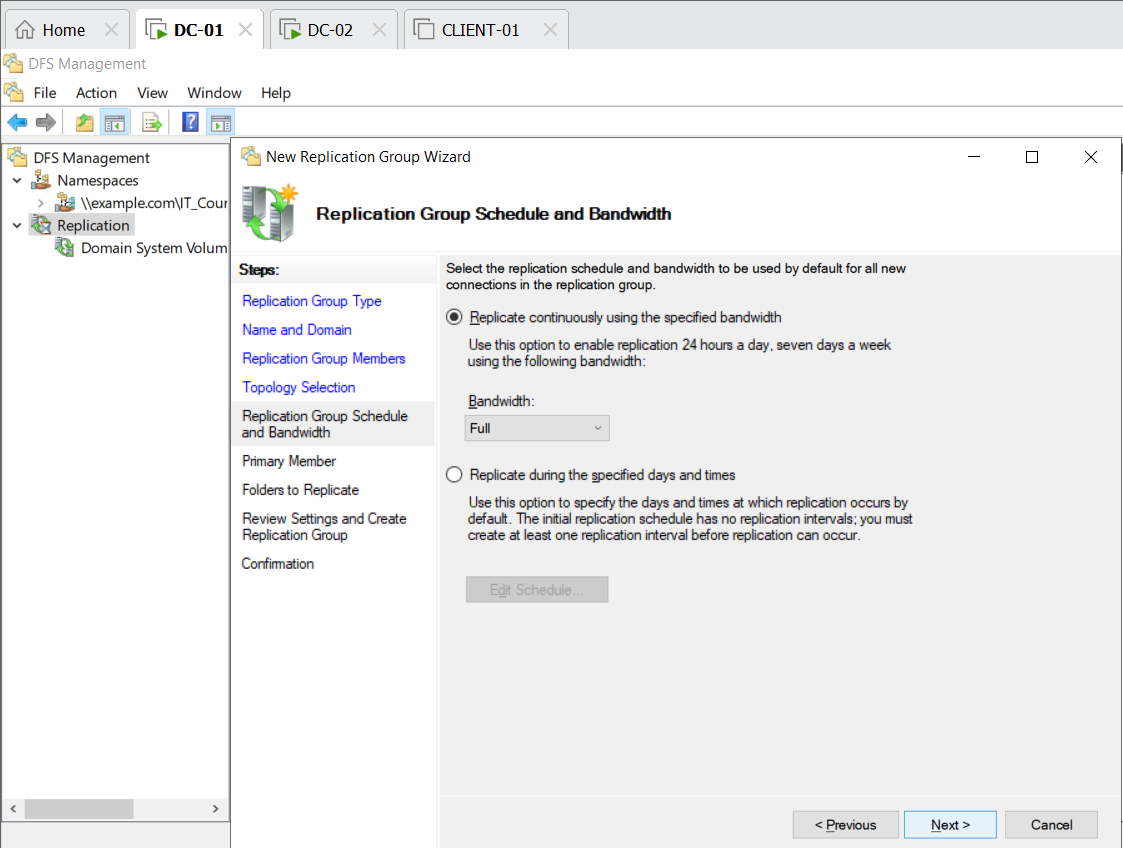 Home
DC-01
DC-02
CLIENT-01
DFS Management
File Action View Window Help
DFS Management
Namespaces
\\example.com\IT_Cour
Replication
Domain System Volum
New Replication Group Wizard
Replication Group Schedule and Bandwidth
Steps:
Replication Group Type
Name and Domain
Replication Group Members
Topology Selection
Replication Group Schedule
and Bandwidth
Primary Member
Folders to Replicate
Review Settings and Create
Replication Group
Confirmation
Select the replication schedule and bandwidth to be used by default for all new
connections in the replication group.
Replicate continuously using the specified bandwidth
Use this option to enable replication 24 hours a day, seven days a week
using the following bandwidth:
Bandwidth:
Full
Replicate during the specified days and times
Use this option to specify the days and times at which replication occurs by
default. The initial replication schedule has no replication intervals; you must
create at least one replication interval before replication can occur.
Edit Schedule...
< Previous
Next >
Cancel